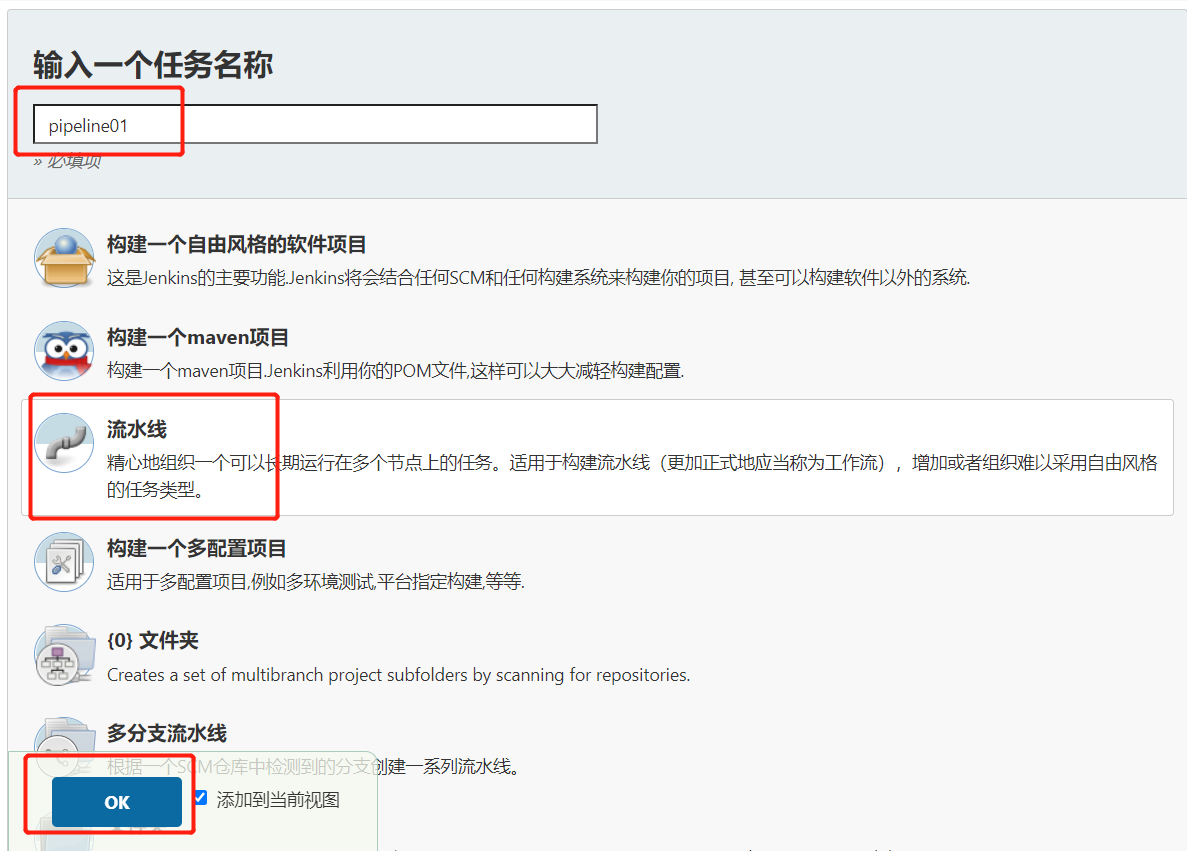 输入一个任务名称
pipeline01
» 必填项
构建一个自由风格的软件项目
这是Jenkins的主要功能.Jenkins将会结合任何SCM和任何构建系统来构建你的项目, 甚至可以构建软件以外的系统.
构建一个maven项目
构建一个maven项目.Jenkins利用你的POM文件,这样可以大大减轻构建配置.
流水线
精心地组织一个可以长期运行在多个节点上的任务。适用于构建流水线（更加正式地应当称为工作流），增加或者组织难以采用自由风格
的任务类型。
构建一个多配置项目
适用于多配置项目,例如多环境测试,平台指定构建,等等.
{0} 文件夹
Creates a set of multibranch project subfolders by scanning for repositories.
多分支流水线
根据一个SCM仓库中检测到的分支创建一系列流水线。
OK
添加到当前视图